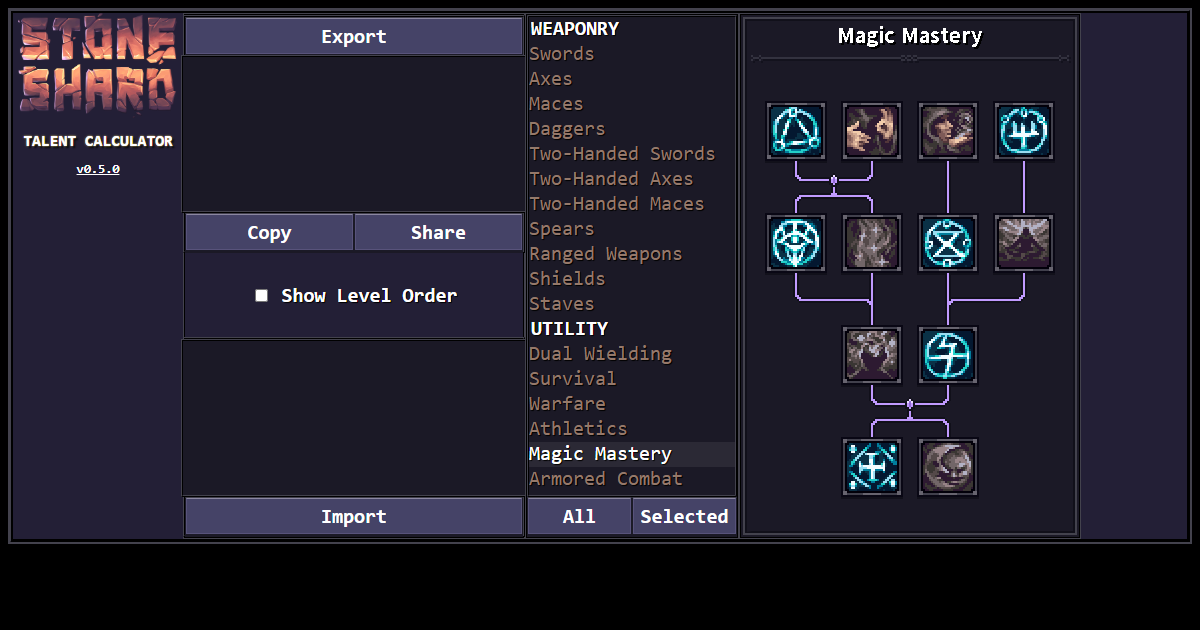 STONE
SHARD
TALENT CALCULATOR
v0.5.0
Export
Copy
Share
Show Level Order
Import
WEAPONRY
Swords
Axes
Maces
Daggers
Two-Handed Swords
Two-Handed Axes
Two-Handed Maces
Spears
Ranged Weapons
Shields
Staves
UTILITY
Dual Wielding
Survival
Warfare
Athletics
Magic Mastery
Armored Combat
All
Selected
Magic Mastery